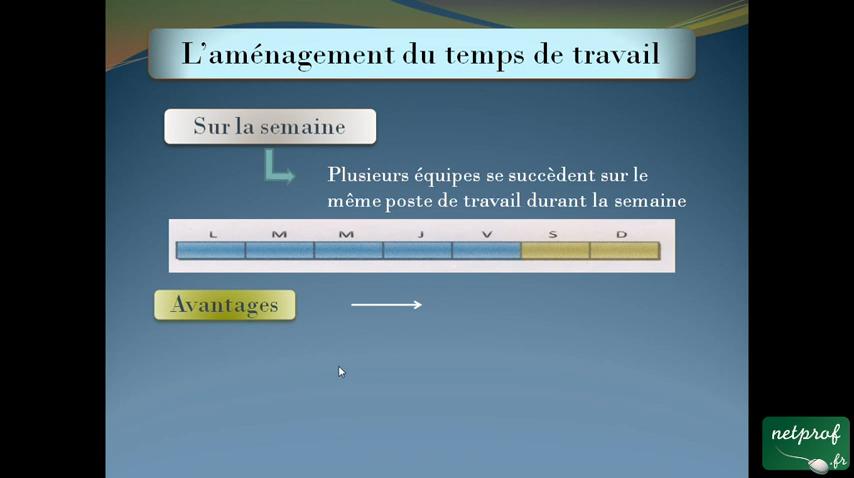 L'aménagement du temps de travail
Sur la semaine
Plusieurs équipes se succèdent sur le
même poste de travail durant la semaine
L M M J V S D
Avantages
netprof
.fr